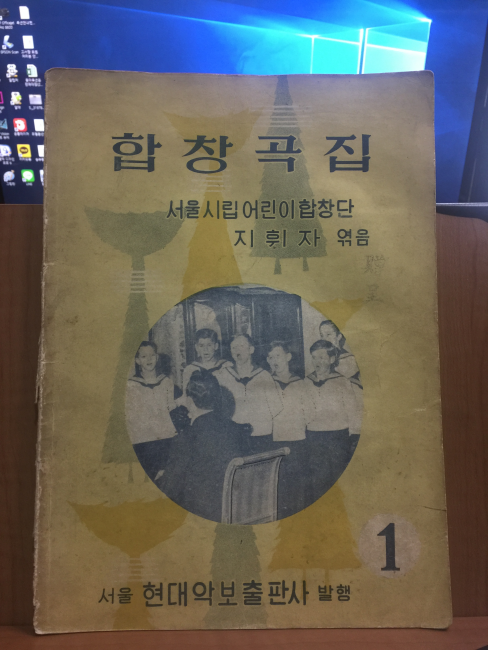 합창곡집
서울시립어린이합창단
지휘자 엮음
1
서울 현대악보출판사 발행